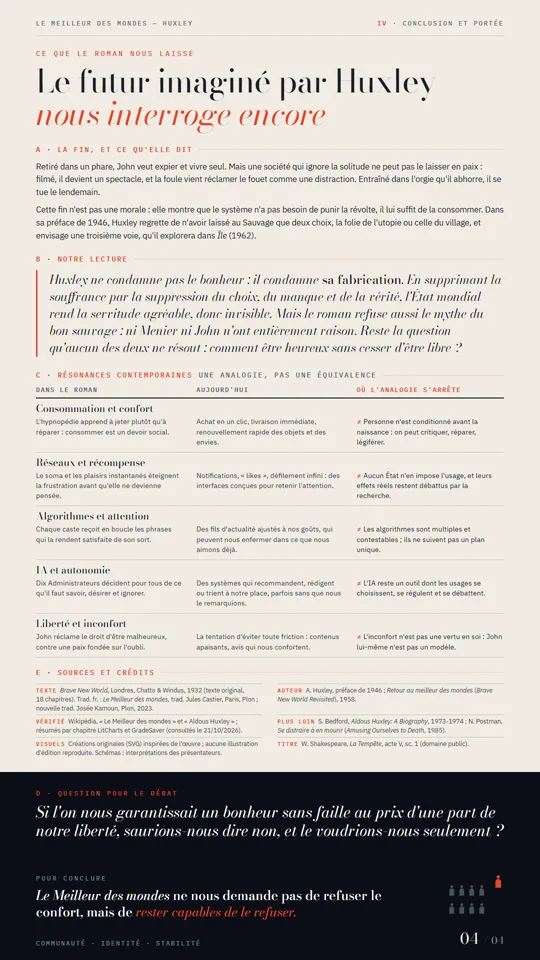 LE MEILLEUR DES MONDES — HUXLEY
IV · CONCLUSION ET PORTÉE
CE QUE LE ROMAN NOUS LAISSE
Le futur imaginé par Huxley
nous interroge encore
A · LA FIN, ET CE QU'ELLE DIT
Retiré dans un phare, John veut expier et vivre seul. Mais une société qui ignore la solitude ne peut pas le laisser en paix :
filmé, il devient un spectacle, et la foule vient réclamer le fouet comme une distraction. Entraîné dans l'orgie qu'il abhorre, il se
tue le lendemain.
Cette fin n'est pas une morale : elle montre que le système n'a pas besoin de punir la révolte, il lui suffit de la consommer. Dans
sa préface de 1946, Huxley regrette de n'avoir laissé au Sauvage que deux choix, la folie de l'utopie ou celle du village, et
envisage une troisième voie, qu'il explorera dans Île (1962).
B · NOTRE LECTURE
Huxley ne condamne pas le bonheur : il condamne sa fabrication. En supprimant la
souffrance par la suppression du choix, du manque et de la vérité, l'État mondial
rend la servitude agréable, donc invisible. Mais le roman refuse aussi le mythe du
bon sauvage : ni Menier ni John n'ont entièrement raison. Reste la question
qu'aucun des deux ne résout : comment être heureux sans cesser d'être libre ?
C · RÉSONANCES CONTEMPORAINES UNE ANALOGIE, PAS UNE ÉQUIVALENCE
DANS LE ROMAN
AUJOURD'HUI
OÙ L'ANALOGIE S'ARRÊTE
Consommation et confort
L'hypnopédie apprend à jeter plutôt qu'à
réparer : consommer est un devoir social.
Achat en un clic, livraison immédiate,
renouvellement rapide des objets et des
envies.
≠ Personne n'est conditionné avant la
naissance : on peut critiquer, réparer,
légiférer.
Réseaux et récompense
Le soma et les plaisirs instantanés éteignent
la frustration avant qu'elle ne devienne
pensée.
Notifications, « likes », défilement infini : des
interfaces conçues pour retenir l'attention.
≠ Aucun État n'en impose l'usage, et leurs
effets réels restent débattus par la
recherche.
Algorithmes et attention
Chaque caste reçoit en boucle les phrases
qui la rendent satisfaite de son sort.
Des fils d'actualité ajustés à nos goûts, qui
peuvent nous enfermer dans ce que nous
aimons déjà.
≠ Les algorithmes sont multiples et
contestables ; ils ne suivent pas un plan
unique.
IA et autonomie
Dix Administrateurs décident pour tous de ce
qu'il faut savoir, désirer et ignorer.
Des systèmes qui recommandent, rédigent
ou trient à notre place, parfois sans que nous
le remarquions.
≠ L'IA reste un outil dont les usages se
choisissent, se régulent et se débattent.
Liberté et inconfort
John réclame le droit d'être malheureux,
contre une paix fondée sur l'oubli.
La tentation d'éviter toute friction : contenus
apaisants, avis qui nous confortent.
≠ L'inconfort n'est pas une vertu en soi : John
lui-même n'est pas un modèle.
E · SOURCES ET CRÉDITS
TEXTE Brave New World, Londres, Chatto & Windus, 1932 (texte original,
18 chapitres). Trad. fr. : Le Meilleur des mondes, trad. Jules Castier, Paris, Plon ;
nouvelle trad. Josée Kamoun, Plon, 2023.
AUTEUR A. Huxley, préface de 1946 ; Retour au meilleur des mondes (Brave
New World Revisited), 1958.
VÉRIFIÉ Wikipédia, « Le Meilleur des mondes » et « Aldous Huxley » ;
résumés par chapitre LitCharts et GradeSaver (consultés le 21/10/2026).
PLUS LOIN S. Bedford, Aldous Huxley: A Biography, 1973-1974 ; N. Postman,
Se distraire à en mourir (Amusing Ourselves to Death, 1985).
VISUELS Créations originales (SVG) inspirées de l'œuvre ; aucune illustration
d'édition reproduite. Schémas : interprétations des présentateurs.
TITRE W. Shakespeare, La Tempête, acte V, sc. 1 (domaine public).
D · QUESTION POUR LE DÉBAT
Si l'on nous garantissait un bonheur sans faille au prix d'une part de
notre liberté, saurions-nous dire non, et le voudrions-nous seulement ?
POUR CONCLURE
Le Meilleur des mondes ne nous demande pas de refuser le
confort, mais de rester capables de le refuser.
COMMUNAUTÉ · IDENTITÉ · STABILITÉ
04 / 04